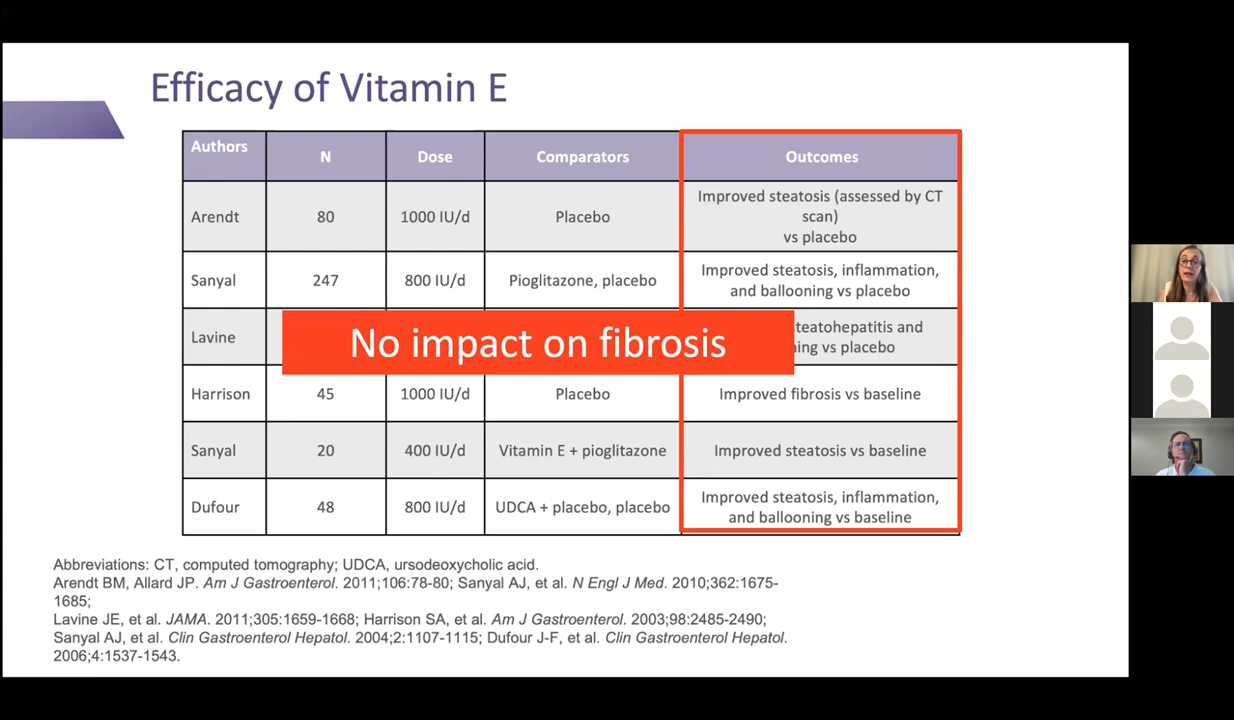 Efficacy of Vitamin E
Authors N Dose Comparators Outcomes
Arendt 80 1000 IU/d Placebo Improved steatosis (assessed by CT
scan)
vs placebo
Sanyal 247 800 IU/d Pioglitazone, placebo Improved steatosis, inflammation,
and ballooning vs placebo
Lavine teatohepatitis and
ning vs placebo
No impact on fibrosis
Harrison 45 1000 IU/d Placebo Improved fibrosis vs baseline
Sanyal 20 400 IU/d Vitamin E + pioglitazone Improved steatosis vs baseline
Dufour 48 800 IU/d UDCA + placebo, placebo Improved steatosis, inflammation,
and ballooning vs baseline
Abbreviations: CT, computed tomography; UDCA, ursodeoxycholic acid.
Arendt BM, Allard JP. Am J Gastroenterol. 2011;106:78-80; Sanyal AJ, et al. N Engl J Med. 2010;362:1675-
1685;
Lavine JE, et al. JAMA. 2011;305:1659-1668; Harrison SA, et al. Am J Gastroenterol. 2003;98:2485-2490;
Sanyal AJ, et al. Clin Gastroenterol Hepatol. 2004;2:1107-1115; Dufour J-F, et al. Clin Gastroenterol Hepatol.
2006;4:1537-1543.